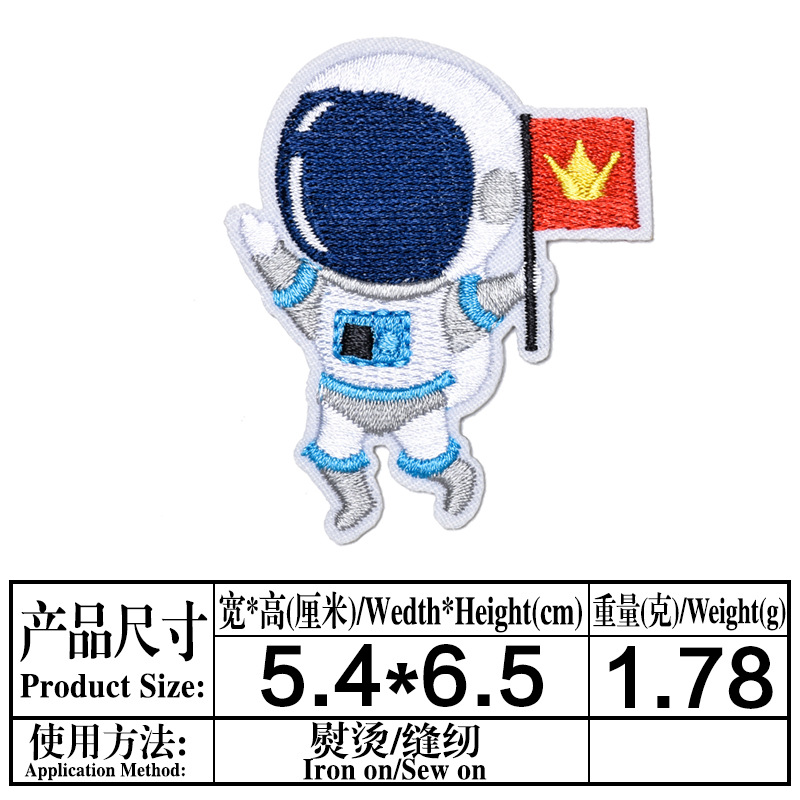 产品尺寸
Product Size:
宽*高(厘米)/Wedth*Height(cm)
重量(克)/Weight(g)
5.4*6.5
1.78
使用方法:
Application Method:
熨烫/缝纫
Iron on/Sew on